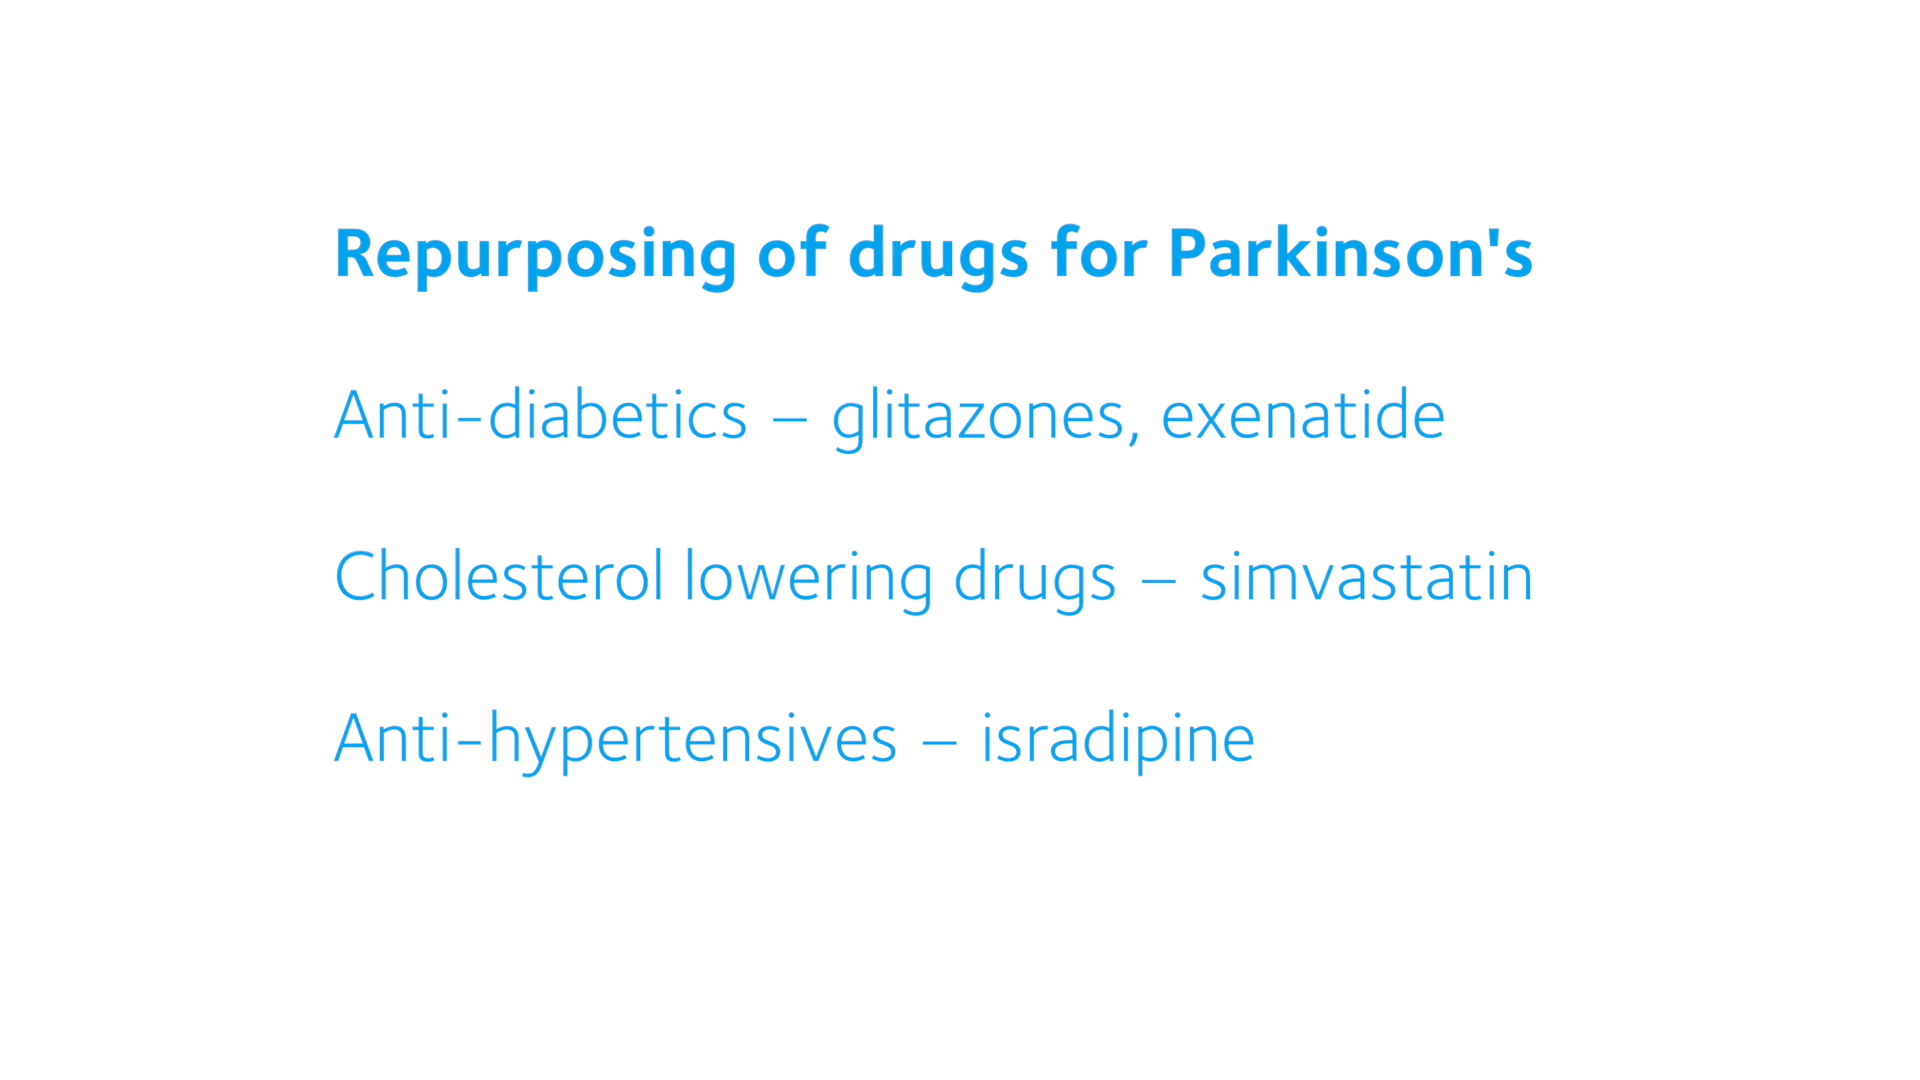 Repurposing of drugs for Parkinson's
Anti-diabetics – glitazones, exenatide
Cholesterol lowering drugs – simvastatin
Anti-hypertensives – isradipine